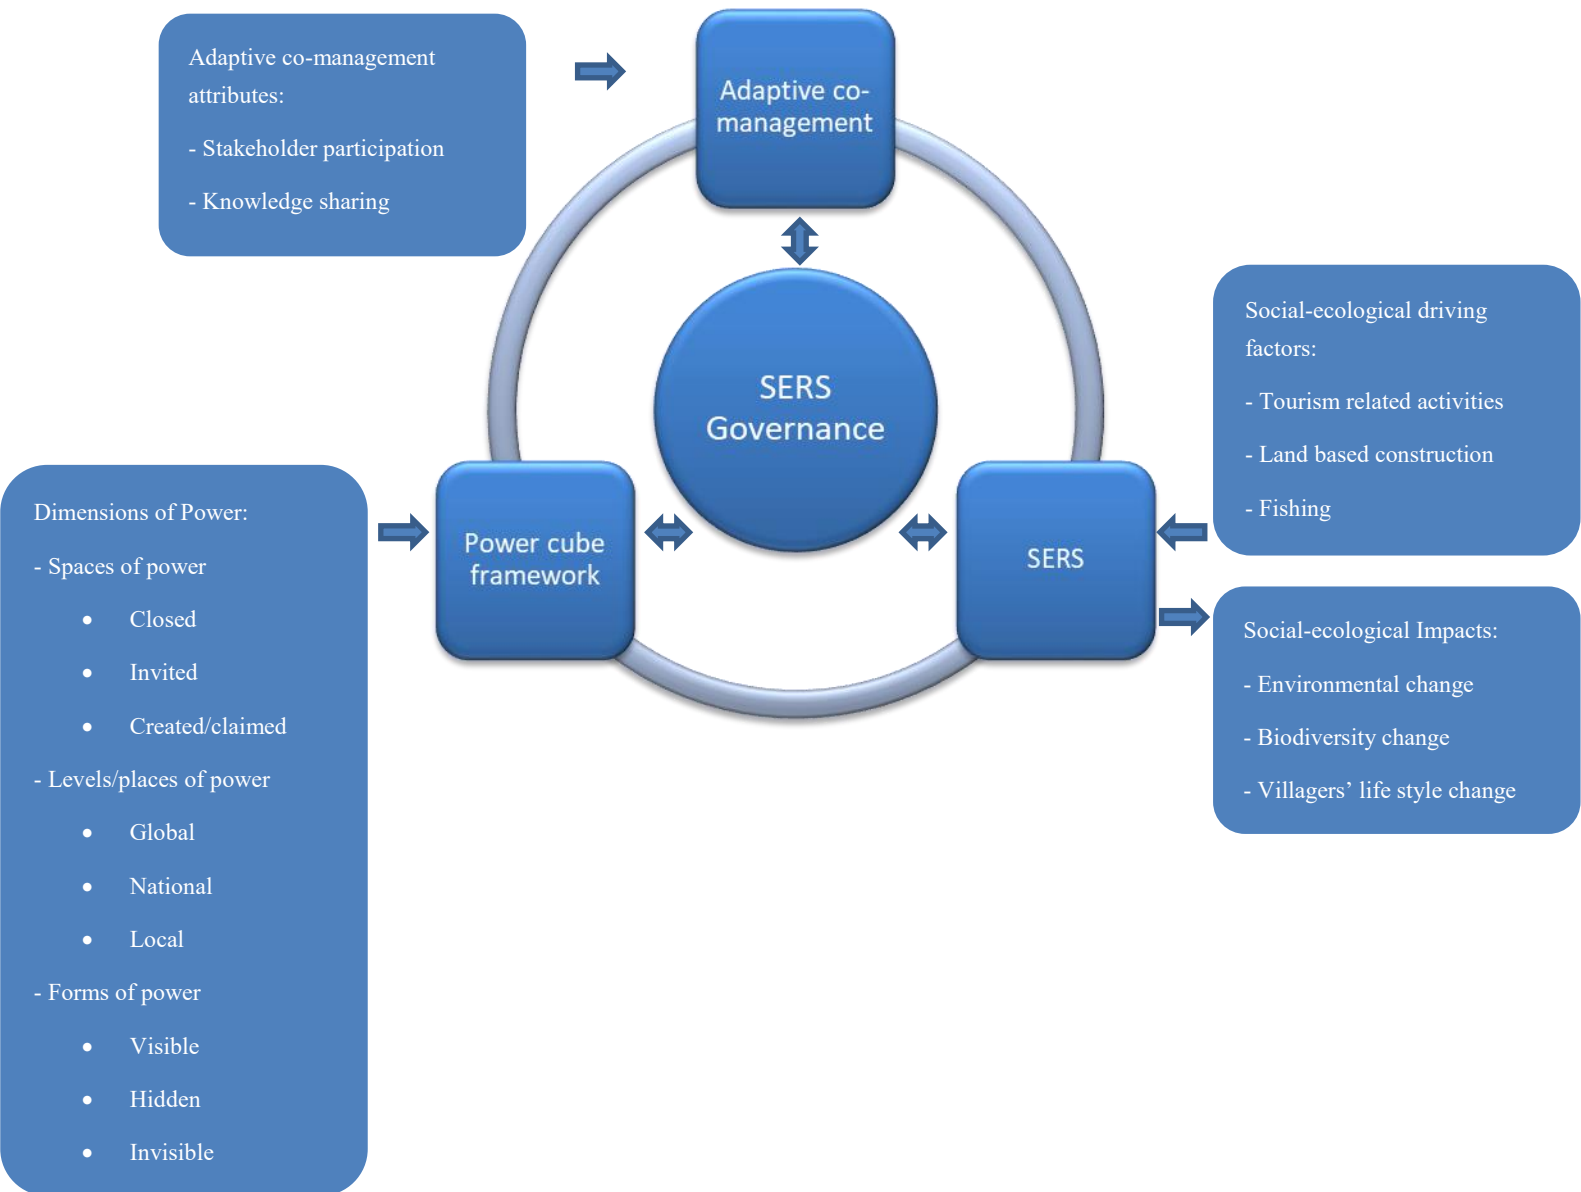 Adaptive co-management
attributes:
- Stakeholder participation
- Knowledge sharing
Adaptive co-
management
SERS
Governance
Power cube
framework
SERS
Social-ecological driving
factors:
- Tourism related activities
- Land based construction
- Fishing
Social-ecological Impacts:
- Environmental change
- Biodiversity change
- Villagers’ life style change
Dimensions of Power:
- Spaces of power
• Closed
• Invited
• Created/claimed
- Levels/places of power
• Global
• National
• Local
- Forms of power
• Visible
• Hidden
• Invisible